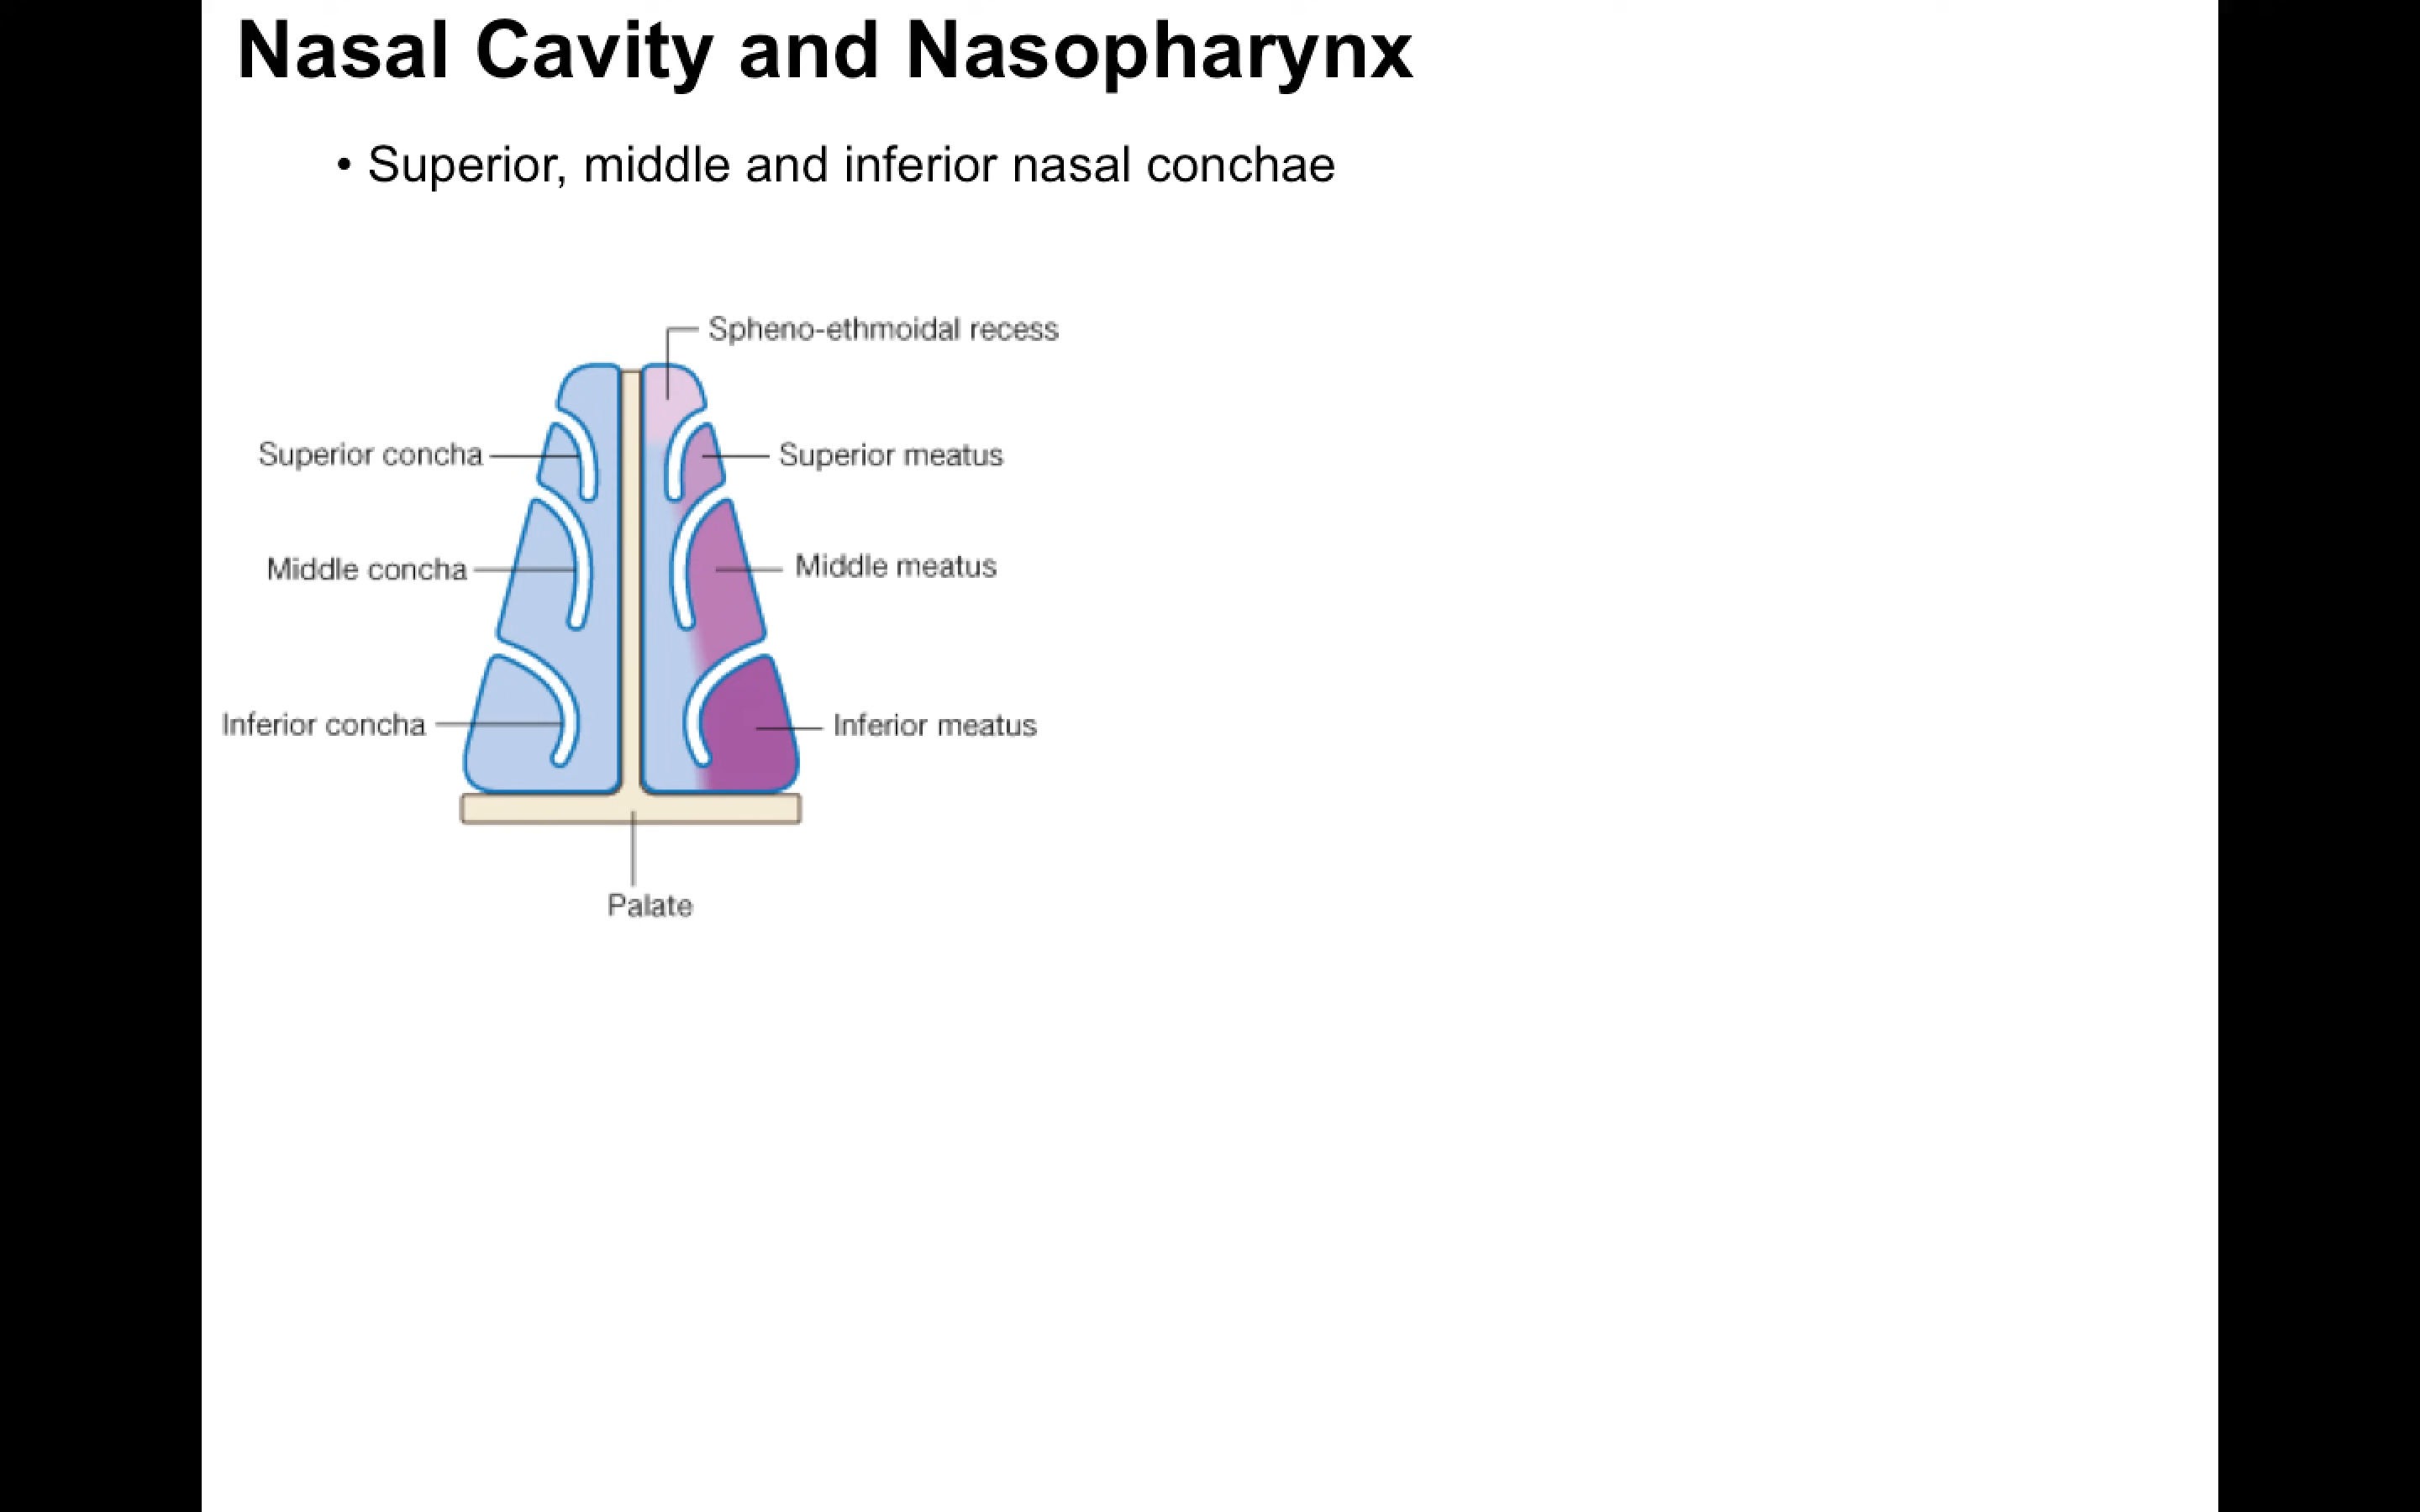 Nasal Cavity and Nasopharynx
• Superior, middle and inferior nasal conchae
Spheno-ethmoidal recess
Superior concha
Superior meatus
Middle concha
Middle meatus
Inferior concha
Inferior meatus
Palate